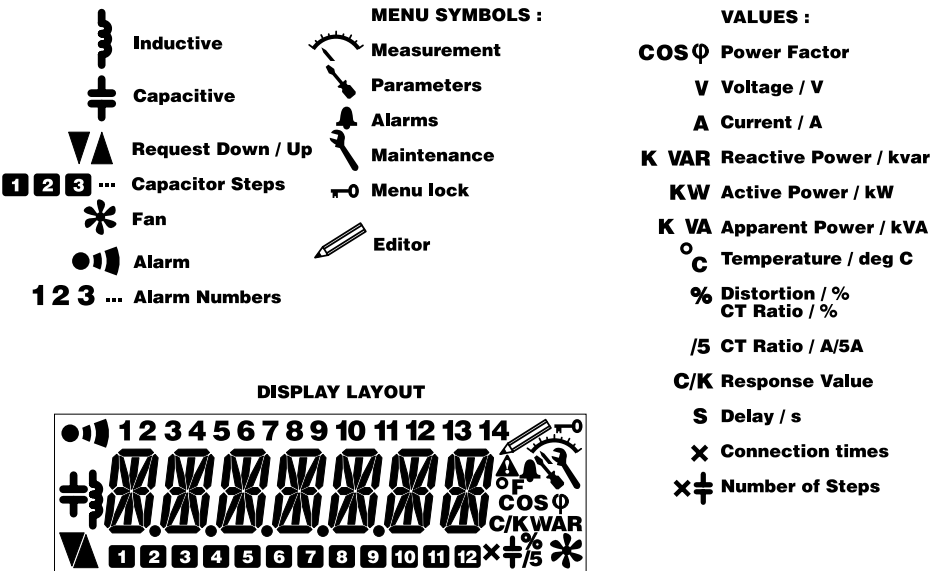 Inductive
Capacitive
Request Down / Up
1 2 3 ... Capacitor Steps
Fan
Alarm
1 2 3 ... Alarm Numbers
MENU SYMBOLS :
Measurement
Parameters
Alarms
Maintenance
Menu lock
Editor
VALUES :
COS φ Power Factor
V Voltage / V
A Current / A
K VAR Reactive Power / kvar
KW Active Power / kW
K VA Apparent Power / kVA
°C Temperature / deg C
% Distortion / %
CT Ratio / %
/5 CT Ratio / A/5A
C/K Response Value
S Delay / s
× Connection times
× Number of Steps
DISPLAY LAYOUT
1 2 3 4 5 6 7 8 9 10 11 12 13 14
°F
COS φ
C/KWAR
1 2 3 4 5 6 7 8 9 10 11 12 × %
/5